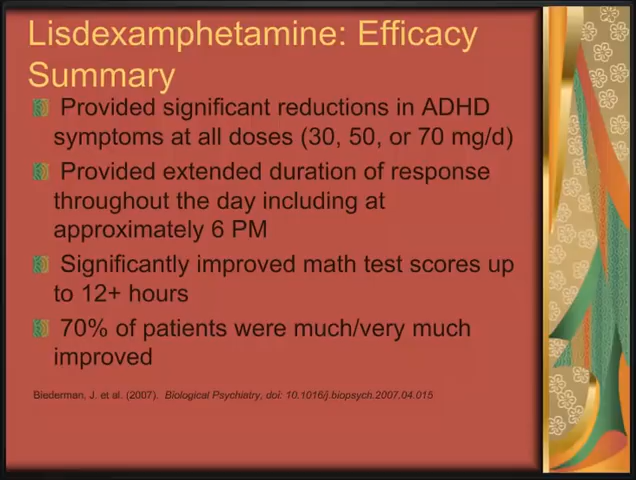 Lisdexamphetamine: Efficacy
Summary
Provided significant reductions in ADHD
symptoms at all doses (30, 50, or 70 mg/d)
Provided extended duration of response
throughout the day including at
approximately 6 PM
Significantly improved math test scores up
to 12+ hours
70% of patients were much/very much
improved
Biederman, J. et al. (2007). Biological Psychiatry, doi: 10.1016/j.biopsych.2007.04.015